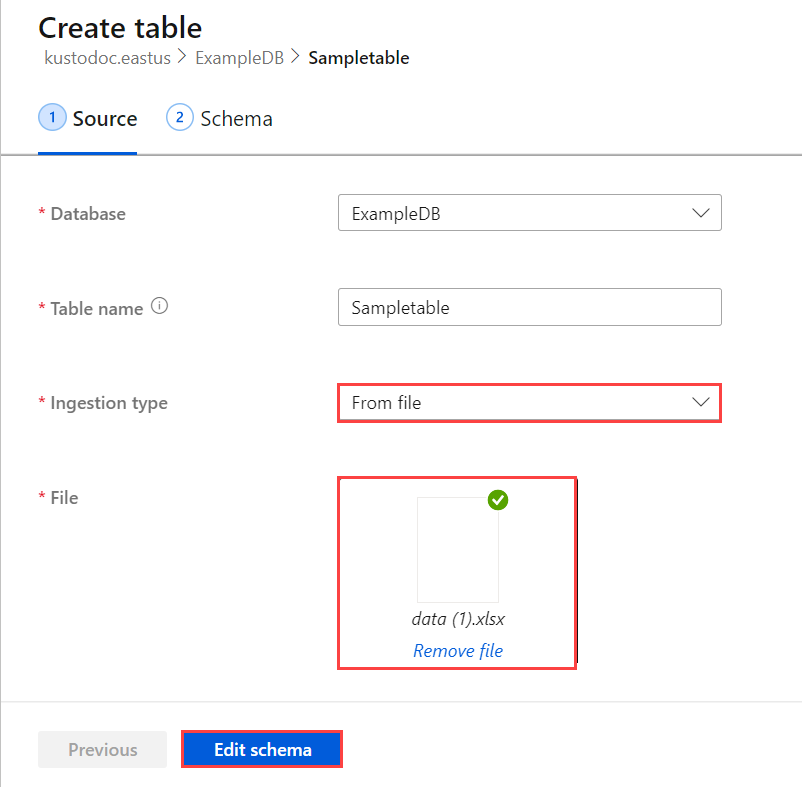 Create table
kustodoc.eastus > ExampleDB > Sampletable
1 Source 2 Schema
* Database ExampleDB
* Table name Sampletable
* Ingestion type From file
* File
data (1).xlsx
Remove file
Previous Edit schema